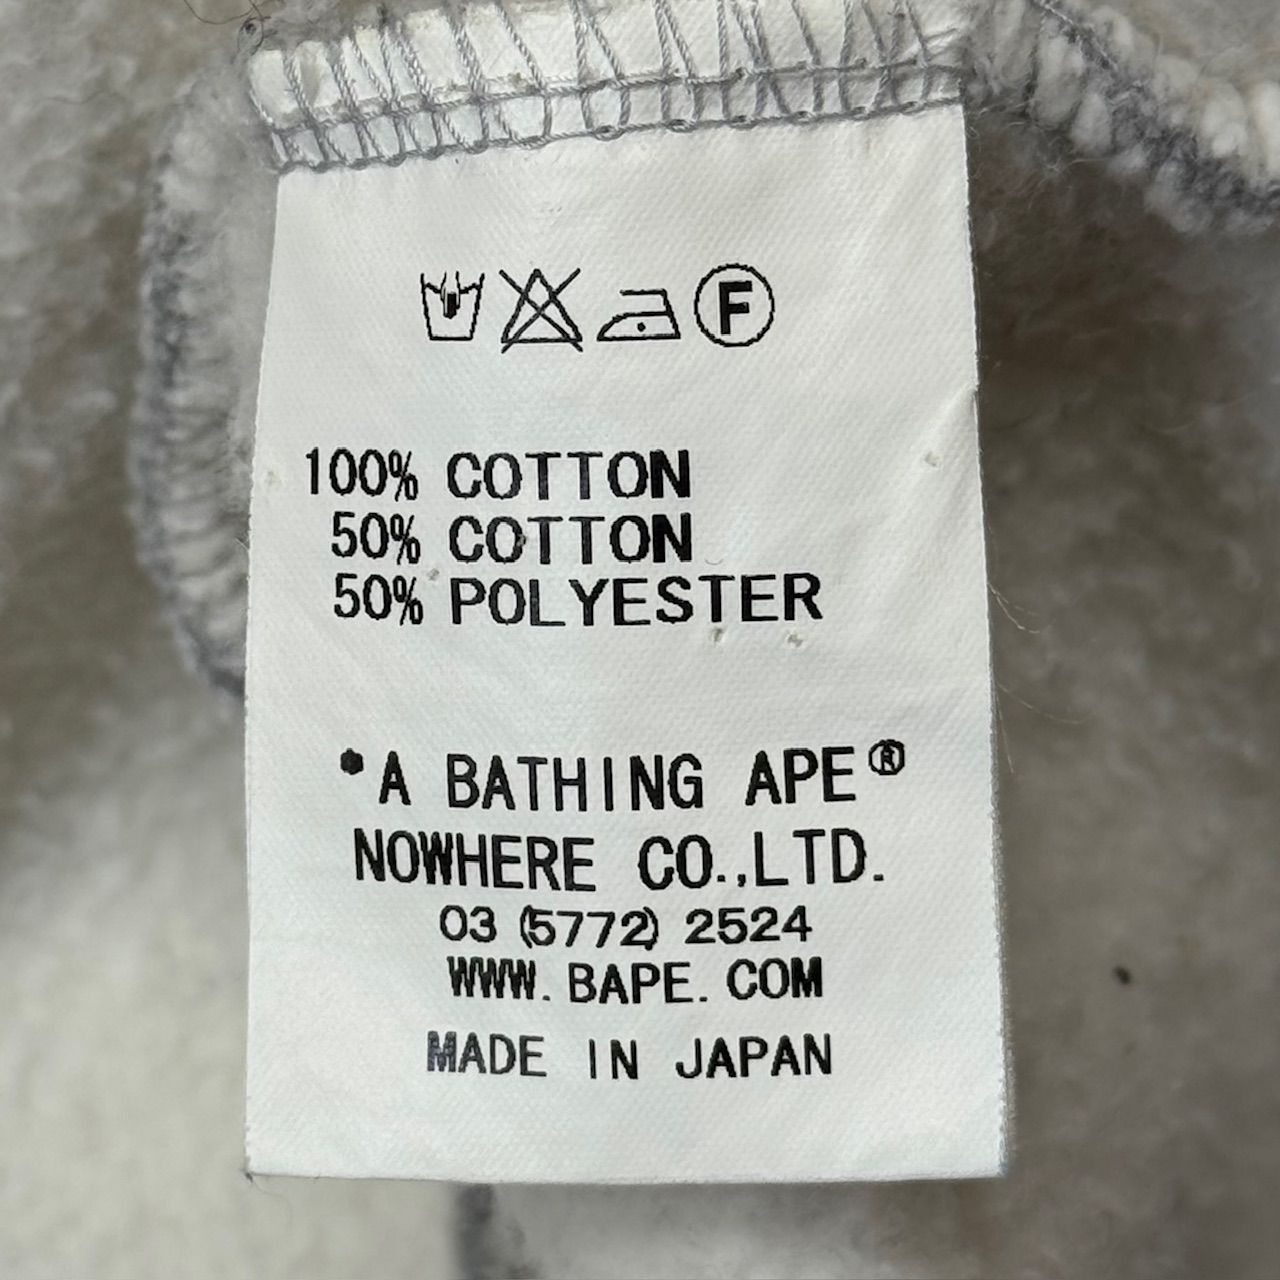 F
100% COTTON
50% COTTON
50% POLYESTER
•A BATHING APE®
NOWHERE CO.,LTD.
03 (5772) 2524
WWW. BAPE. COM
MADE IN JAPAN